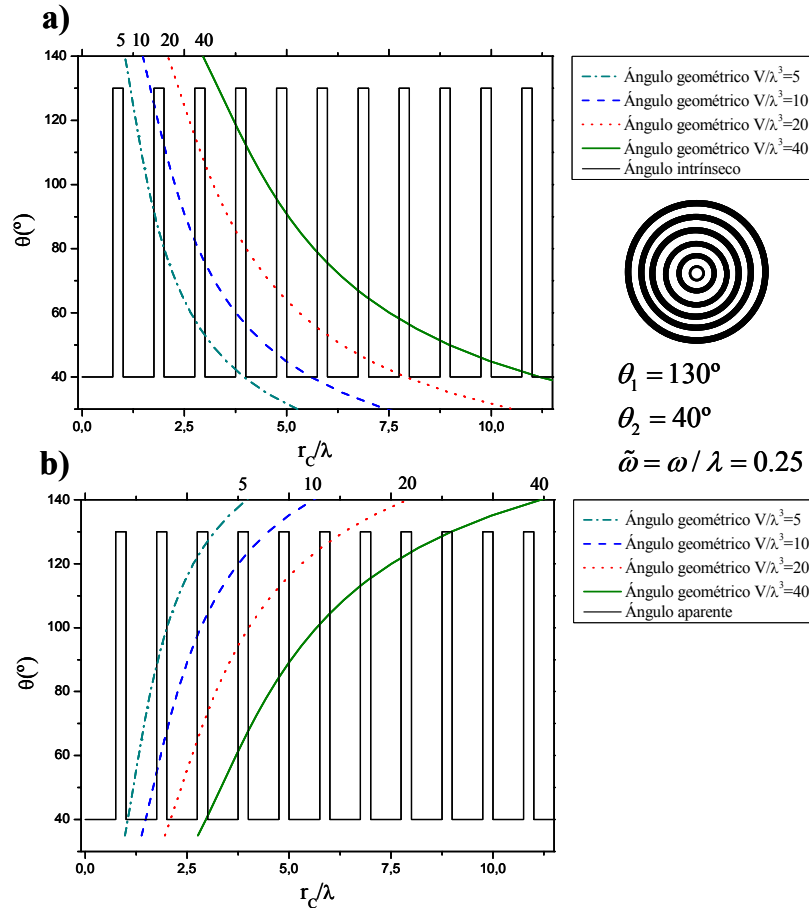 a)
5 10 20 40
140
120
100
80
60
40
θ(º)
0,0 2,5 5,0 7,5 10,0
r_C/λ
Ángulo geométrico V/λ³=5
Ángulo geométrico V/λ³=10
Ángulo geométrico V/λ³=20
Ángulo geométrico V/λ³=40
Ángulo intrínseco
θ₁ = 130º
θ₂ = 40º
ω̃ = ω / λ = 0.25
b)
5 10 20 40
140
120
100
80
60
40
θ(º)
0,0 2,5 5,0 7,5 10,0
r_C/λ
Ángulo geométrico V/λ³=5
Ángulo geométrico V/λ³=10
Ángulo geométrico V/λ³=20
Ángulo geométrico V/λ³=40
Ángulo aparente